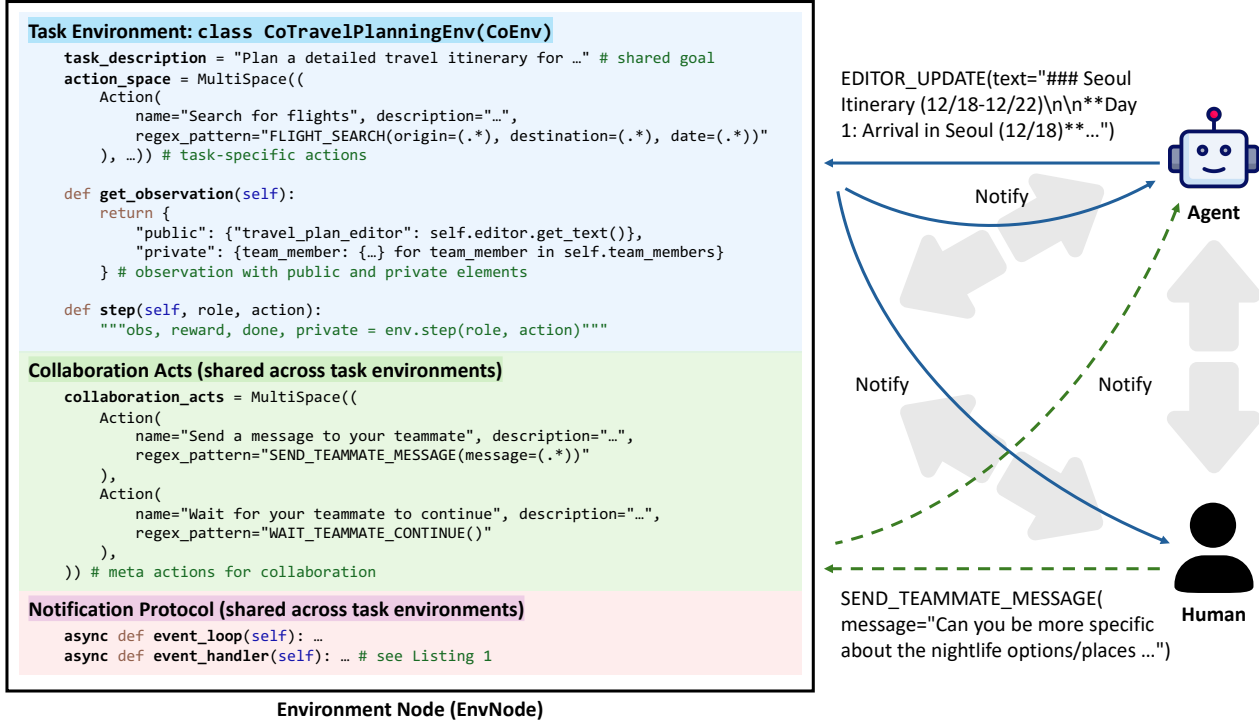 Task Environment: class CoTravelPlanningEnv(CoEnv)
task_description = "Plan a detailed travel itinerary for …" # shared goal
action_space = MultiSpace((
Action(
name="Search for flights", description="…",
regex_pattern="FLIGHT_SEARCH(origin=(.*), destination=(.*), date=(.*))"
), …)) # task-specific actions
def get_observation(self):
return {
"public": {"travel_plan_editor": self.editor.get_text()},
"private": {team_member: {…} for team_member in self.team_members}
} # observation with public and private elements
def step(self, role, action):
"""obs, reward, done, private = env.step(role, action)"""
Collaboration Acts (shared across task environments)
collaboration_acts = MultiSpace((
Action(
name="Send a message to your teammate", description="…",
regex_pattern="SEND_TEAMMATE_MESSAGE(message=(.*))"
),
Action(
name="Wait for your teammate to continue", description="…",
regex_pattern="WAIT_TEAMMATE_CONTINUE()"
),
)) # meta actions for collaboration
Notification Protocol (shared across task environments)
async def event_loop(self): …
async def event_handler(self): … # see Listing 1
Environment Node (EnvNode)
EDITOR_UPDATE(text="### Seoul
Itinerary (12/18-12/22)\n\n**Day
1: Arrival in Seoul (12/18)**...")
Notify
Agent
Notify
Notify
SEND_TEAMMATE_MESSAGE(
message="Can you be more specific
about the nightlife options/places ...")
Human